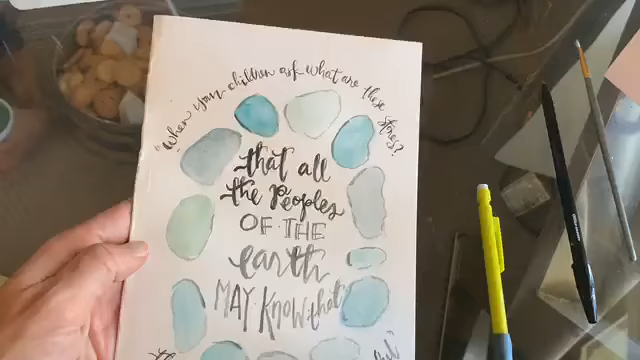 "When your children ask what are these stones?
that all
the Peoples
OF THE
earth
MAY KNOW that